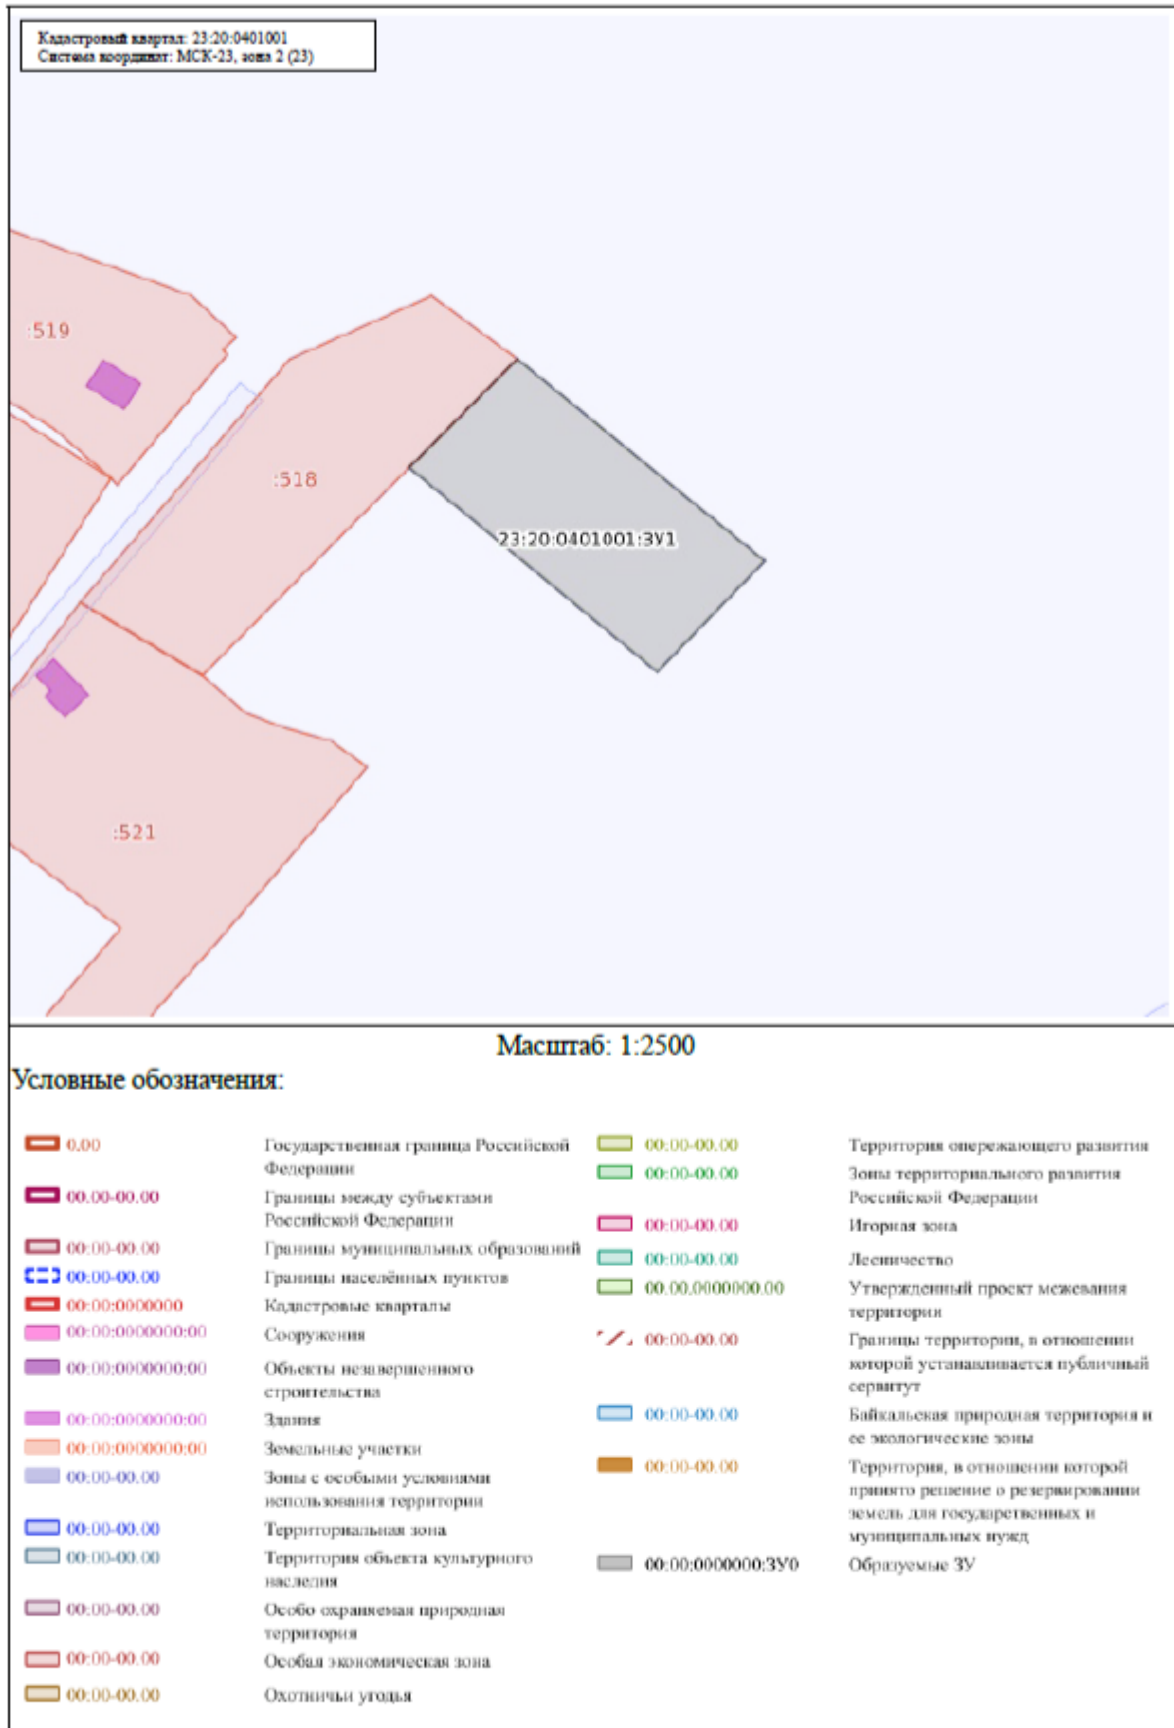 Кадастровый квартал: 23:20:0401001
Система координат: МСК-23, зона 2 (23)
:519
:518
23:20:0401001:ЗУ1
:521
Масштаб: 1:2500
Условные обозначения:
0.00 Государственная граница Российской
Федерации
00.00-00.00 Границы между субъектами
Российской Федерации
00:00-00.00 Границы муниципальных образований
00:00-00.00 Границы населённых пунктов
00:00:0000000 Кадастровые кварталы
00:00:0000000:00 Сооружения
00:00:0000000:00 Объекты незавершенного
строительства
00:00:0000000:00 Здания
00:00:0000000:00 Земельные участки
00:00-00.00 Зоны с особыми условиями
использования территории
00:00-00.00 Территориальная зона
00:00-00.00 Территория объекта культурного
наследия
00:00-00.00 Особо охраняемая природная
территория
00:00-00.00 Особая экономическая зона
00:00-00.00 Охотничьи угодья
00:00-00.00 Территория опережающего развития
00:00-00.00 Зоны территориального развития
Российской Федерации
00:00-00.00 Игорная зона
00:00-00.00 Лесничество
00.00.0000000.00 Утвержденный проект межевания
территории
00:00-00.00 Границы территории, в отношении
которой устанавливается публичный
сервитут
00:00-00.00 Байкальская природная территория и
ее экологические зоны
00:00-00.00 Территория, в отношении которой
принято решение о резервировании
земель для государственных и
муниципальных нужд
00:00:0000000:ЗУ0 Образуемые ЗУ